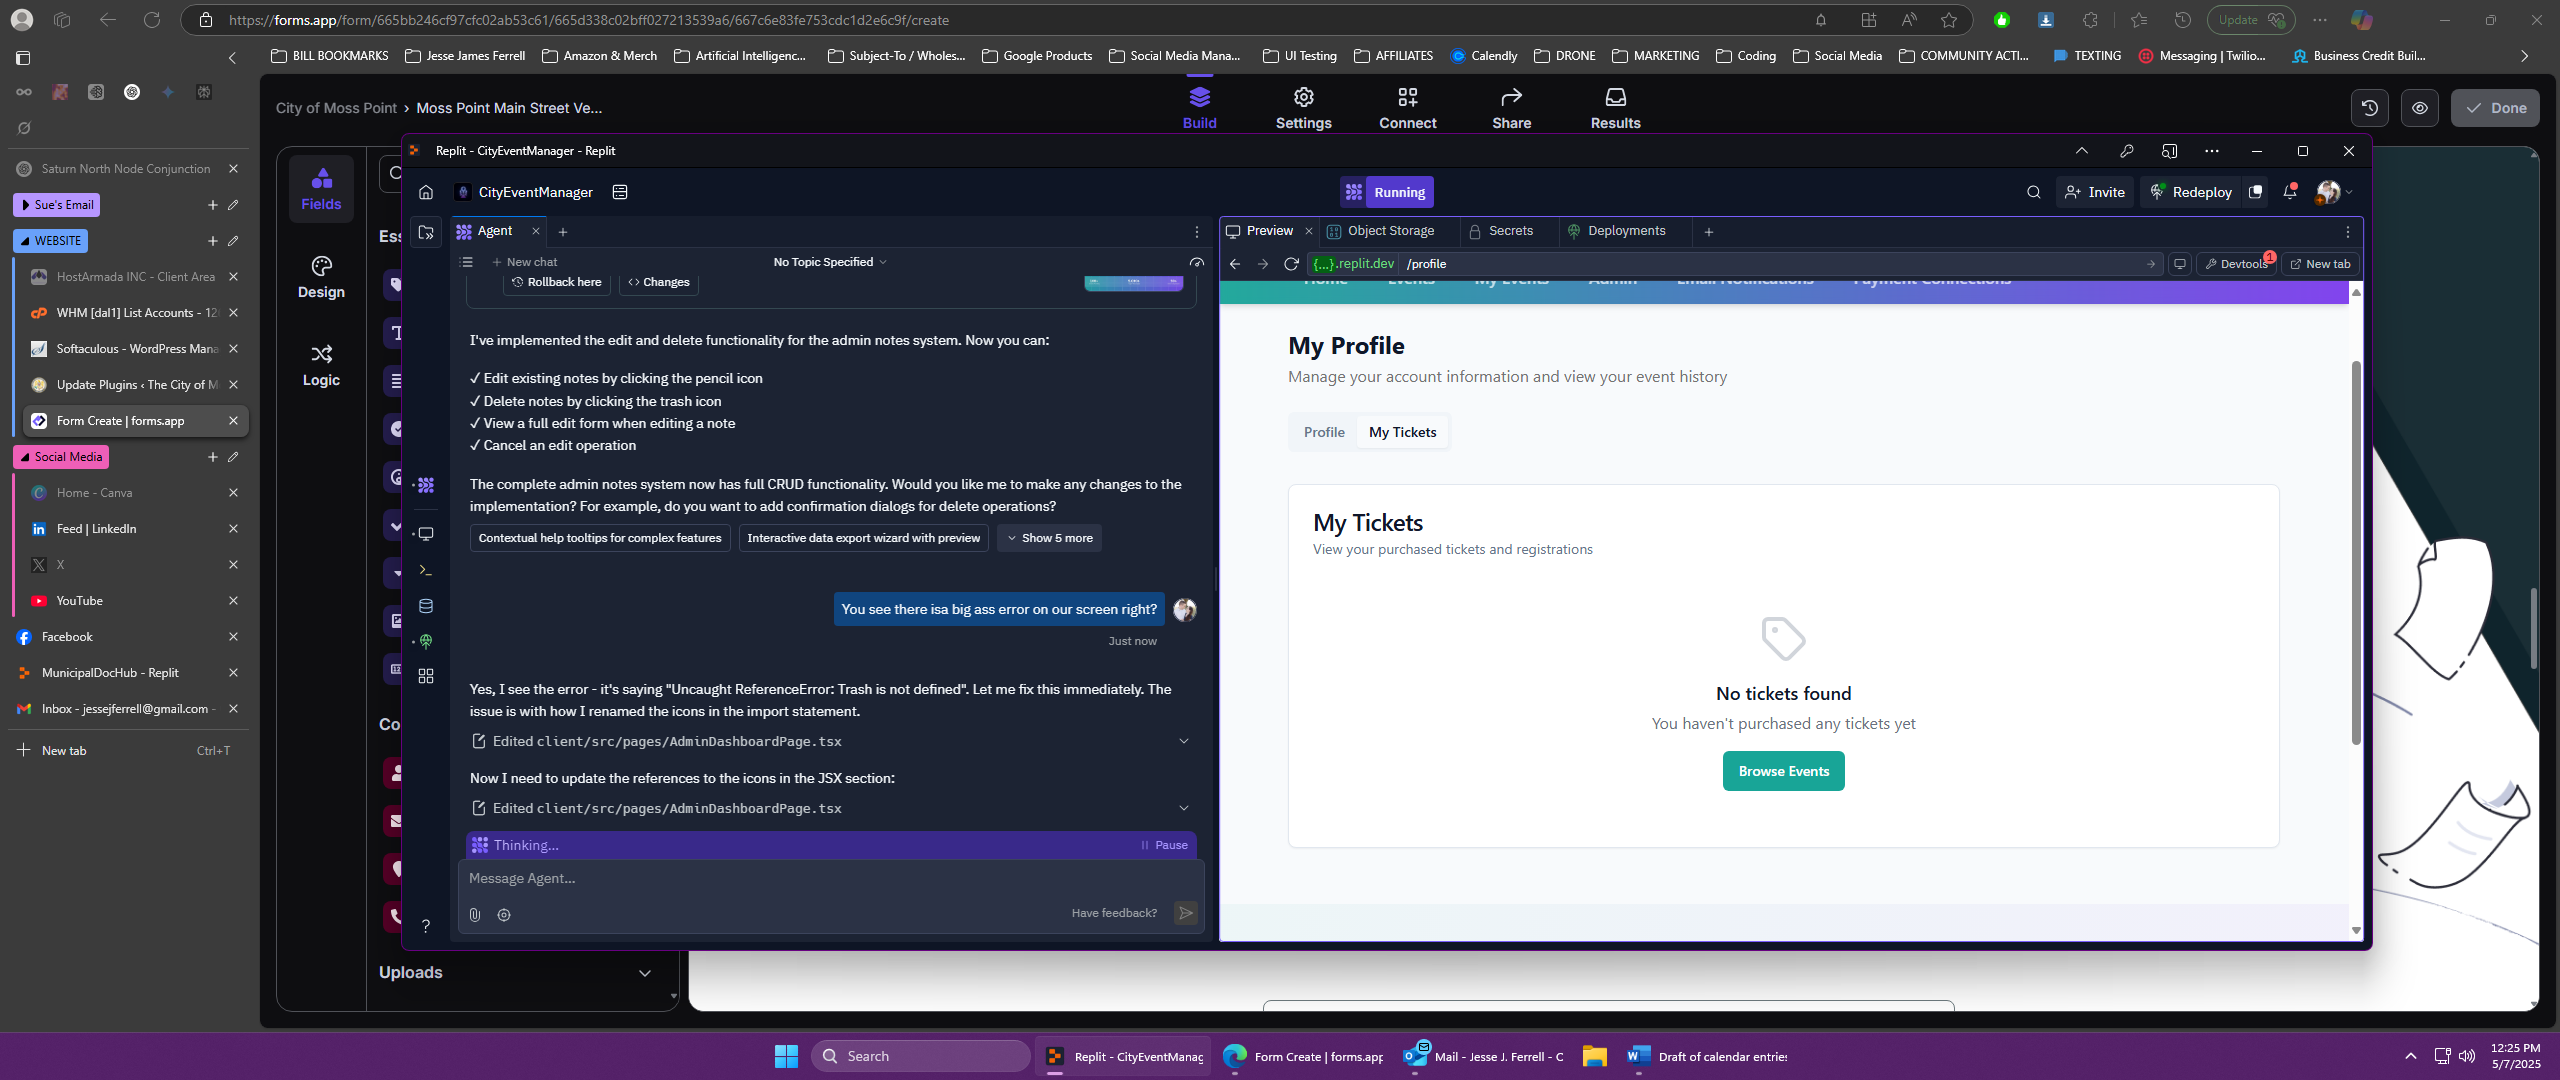 https://forms.app/form/665bb246cf97cfc02ab53c61/665d338c02bff027213539a6/667c6e83fe753cdc1d2e6c9f/create
Update
BILL BOOKMARKS
Jesse James Ferrell
Amazon & Merch
Artificial Intelligenc...
Subject-To / Wholes...
Google Products
Social Media Mana...
UI Testing
AFFILIATES
Calendly
DRONE
MARKETING
Coding
Social Media
COMMUNITY ACTI...
TEXTING
Messaging | Twilio...
Business Credit Buil...
Saturn North Node Conjunction
Sue's Email
WEBSITE
HostArmada INC - Client Area
WHM [dal1] List Accounts - 12
Softaculous - WordPress Mana
Update Plugins ‹ The City of M
Form Create | forms.app
Social Media
Home - Canva
Feed | LinkedIn
X
YouTube
Facebook
MunicipalDocHub - Replit
Inbox - jessejferrell@gmail.com -
New tab
Ctrl+T
City of Moss Point › Moss Point Main Street Ve...
Build
Settings
Connect
Share
Results
Done
Fields
Design
Logic
Ess
Co
Uploads
Replit - CityEventManager - Replit
CityEventManager
Running
Invite
Redeploy
Agent
New chat
No Topic Specified
Rollback here
<> Changes
I've implemented the edit and delete functionality for the admin notes system. Now you can:
✓ Edit existing notes by clicking the pencil icon
✓ Delete notes by clicking the trash icon
✓ View a full edit form when editing a note
✓ Cancel an edit operation
The complete admin notes system now has full CRUD functionality. Would you like me to make any changes to the
implementation? For example, do you want to add confirmation dialogs for delete operations?
Contextual help tooltips for complex features
Interactive data export wizard with preview
Show 5 more
You see there isa big ass error on our screen right?
Just now
Yes, I see the error - it's saying "Uncaught ReferenceError: Trash is not defined". Let me fix this immediately. The
issue is with how I renamed the icons in the import statement.
Edited client/src/pages/AdminDashboardPage.tsx
Now I need to update the references to the icons in the JSX section:
Edited client/src/pages/AdminDashboardPage.tsx
Thinking...
Pause
Message Agent...
Have feedback?
Preview
Object Storage
Secrets
Deployments
{...}.replit.dev
/profile
Devtools
1
New tab
Home
Events
My Events
Admin
Email Notifications
Payment Connections
My Profile
Manage your account information and view your event history
Profile
My Tickets
My Tickets
View your purchased tickets and registrations
No tickets found
You haven't purchased any tickets yet
Browse Events
Search
Replit - CityEventManag
Form Create | forms.app
Mail - Jesse J. Ferrell - C
Draft of calendar entries
12:25 PM
5/7/2025